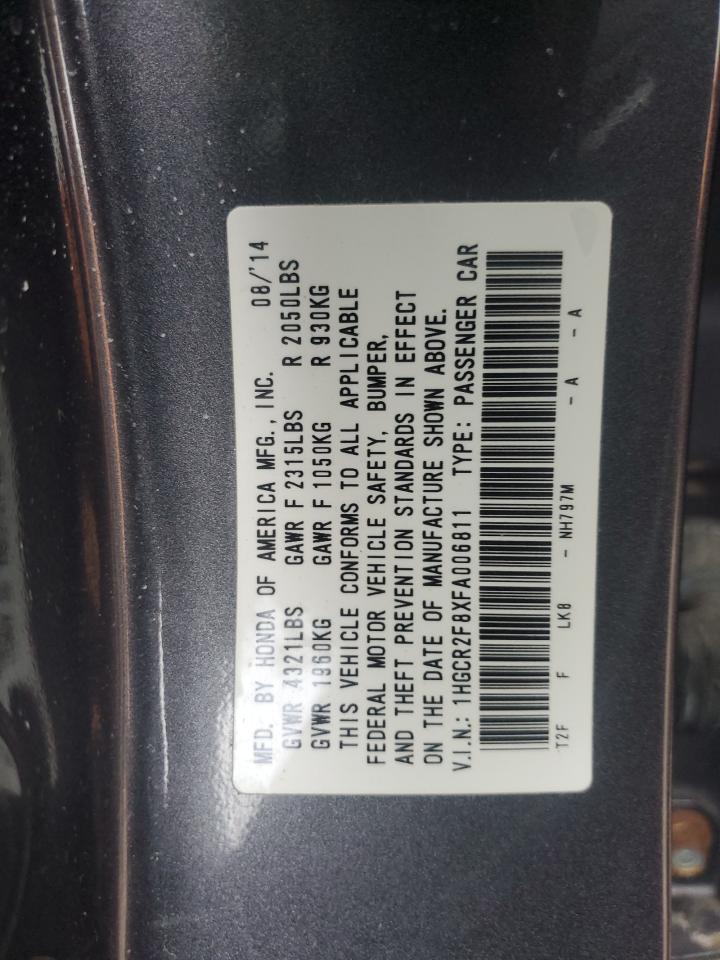 MFD. BY HONDA OF AMERICA MFG., INC. 08/'14
GVWR 4321LBS GAWR F 2315LBS R 2050LBS
GVWR 1960KG GAWR F 1050KG R 930KG
THIS VEHICLE CONFORMS TO ALL APPLICABLE
FEDERAL MOTOR VEHICLE SAFETY, BUMPER,
AND THEFT PREVENTION STANDARDS IN EFFECT
ON THE DATE OF MANUFACTURE SHOWN ABOVE.
V.I.N.: 1HGCR2F8XFA006811 TYPE: PASSENGER CAR
T2F F LK8 - NH797M - A - A